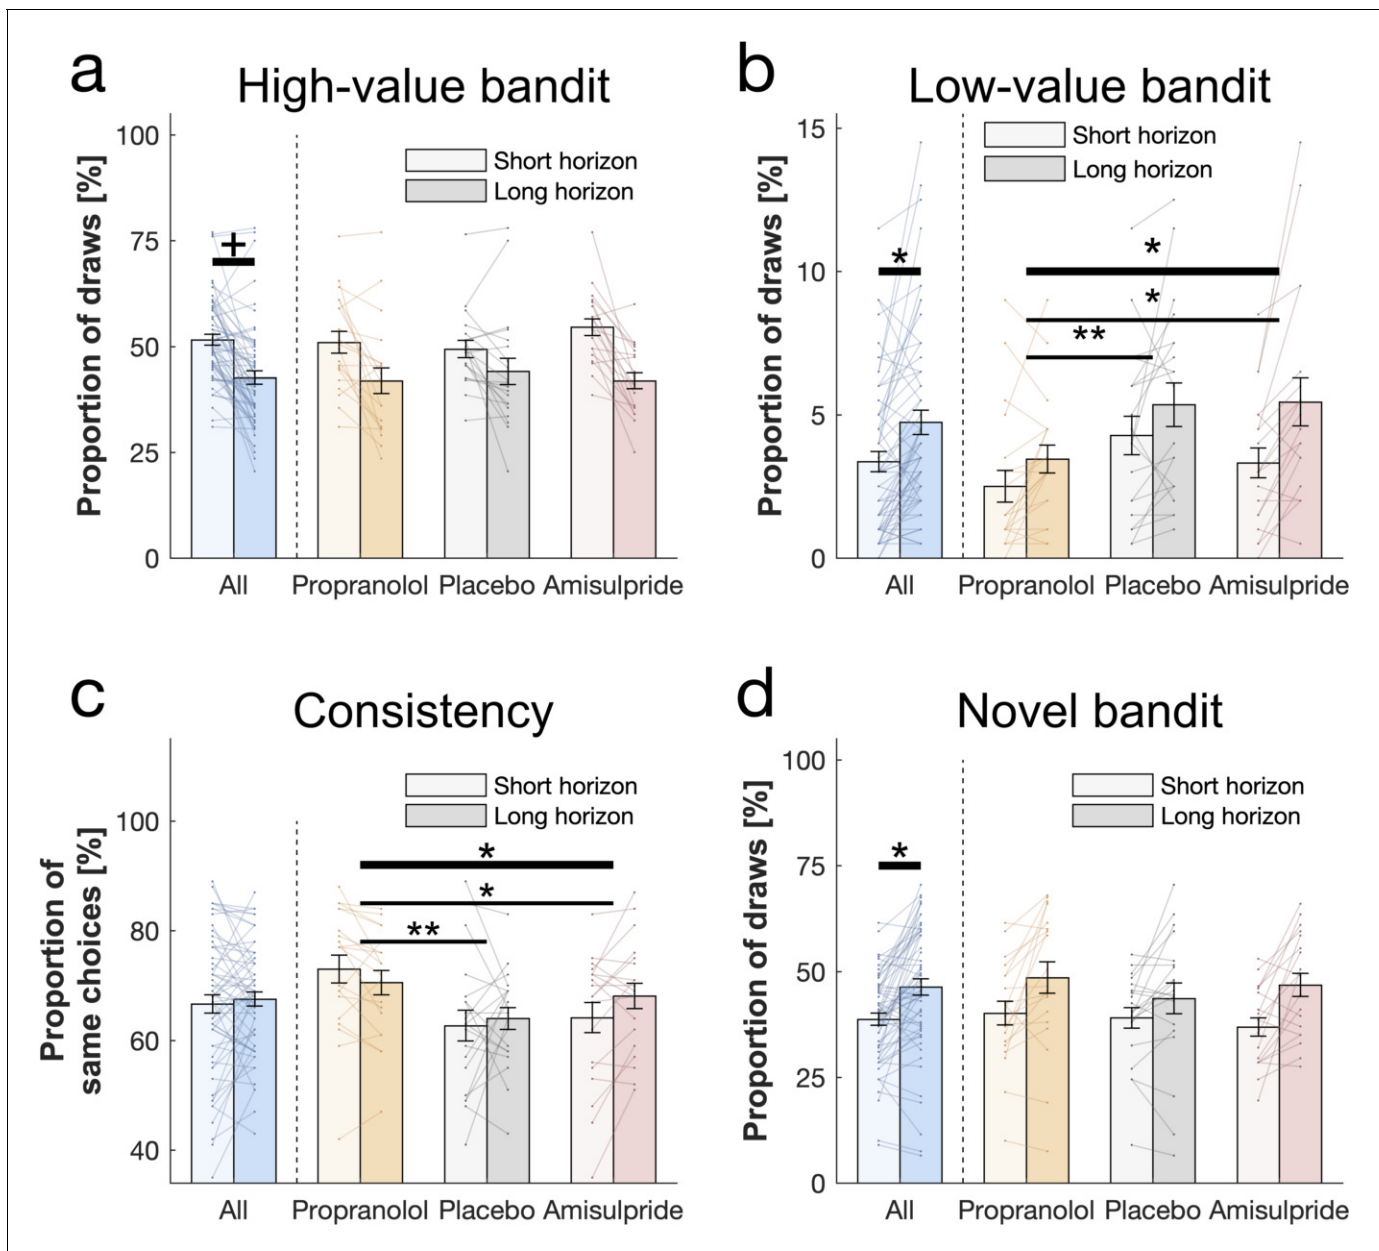 a
High-value bandit
Proportion of draws [%]
100
75
50
25
0
Short horizon
Long horizon
+
All
Propranolol
Placebo
Amisulpride
b
Low-value bandit
Proportion of draws [%]
15
10
5
0
Short horizon
Long horizon
*
*
*
**
All
Propranolol
Placebo
Amisulpride
c
Consistency
Proportion of
same choices [%]
100
80
60
40
Short horizon
Long horizon
*
*
**
All
Propranolol
Placebo
Amisulpride
d
Novel bandit
Proportion of draws [%]
100
75
50
25
0
Short horizon
Long horizon
*
All
Propranolol
Placebo
Amisulpride